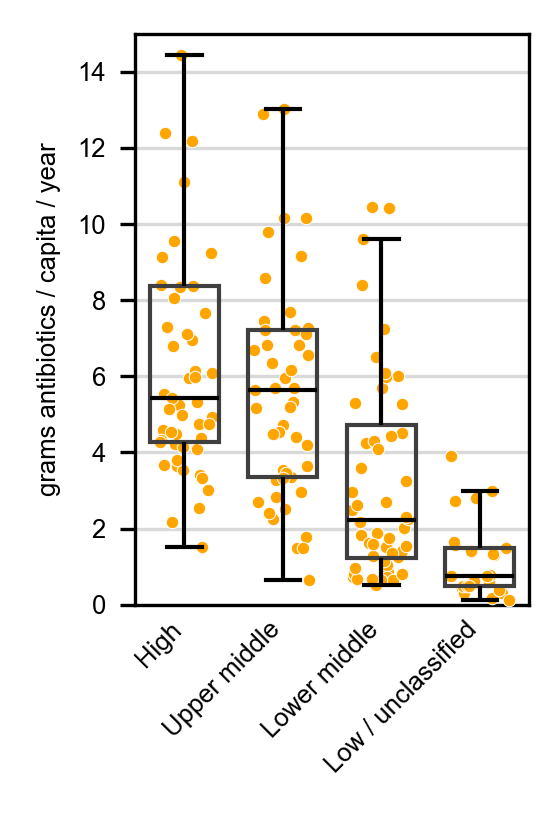 grams antibiotics / capita / year
14
12
10
8
6
4
2
0
High
Upper middle
Lower middle
Low / unclassified